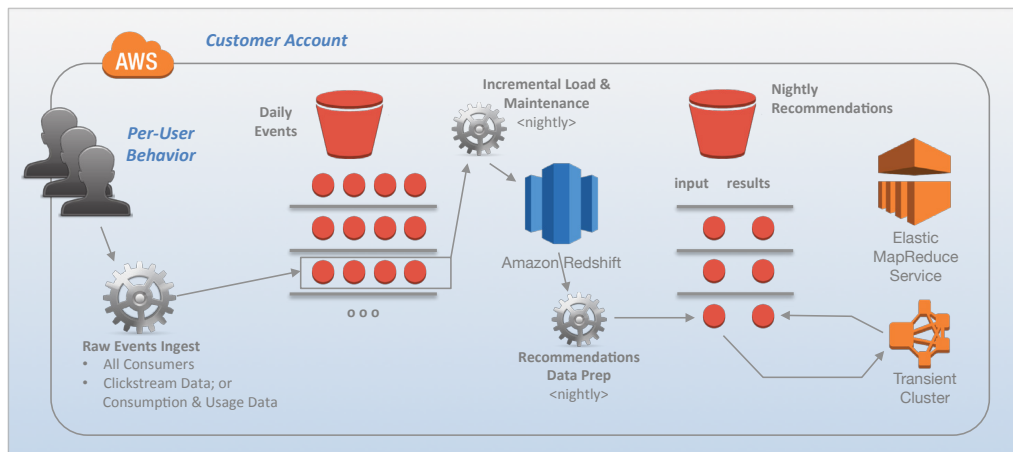 Customer Account
AWS
Per-User
Behavior
Daily
Events
Incremental Load &
Maintenance
<nightly>
Nightly
Recommendations
input results
Amazon Redshift
Elastic
MapReduce
Service
o o o
Raw Events Ingest
• All Consumers
• Clickstream Data; or
Consumption & Usage Data
Recommendations
Data Prep
<nightly>
Transient
Cluster